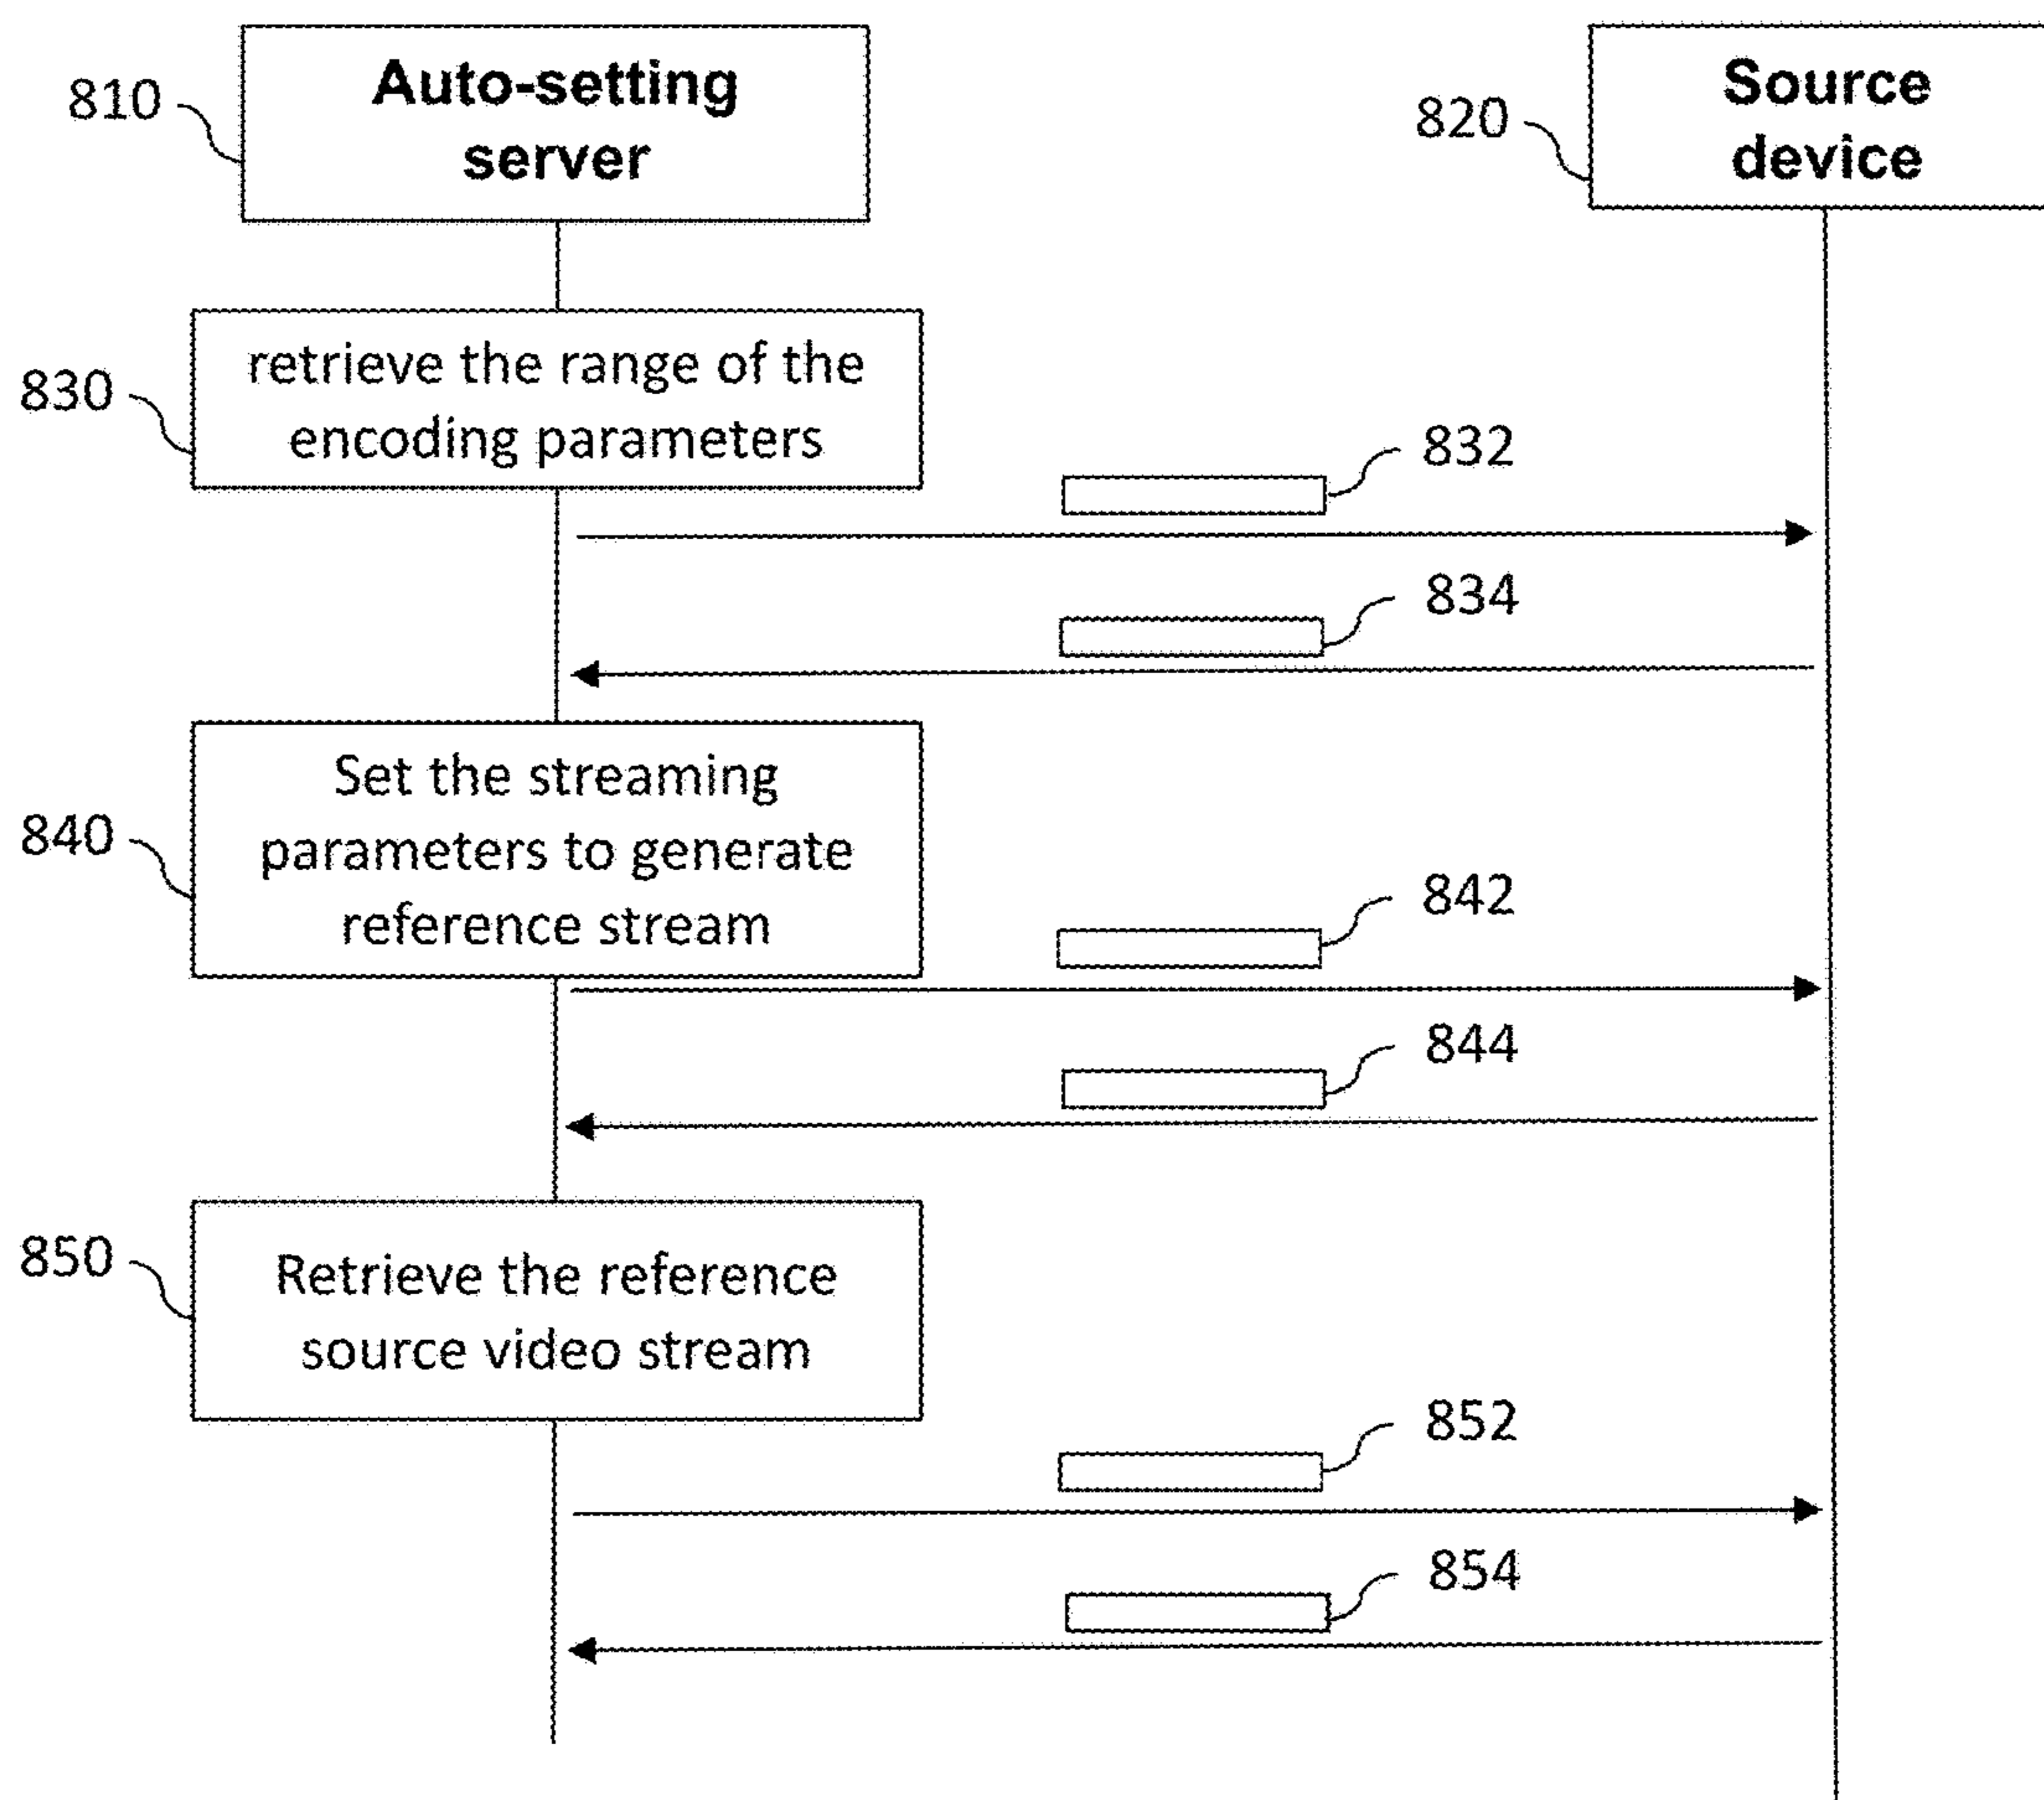 Auto-setting
server
810
Source
device
820
retrieve the range of the
encoding parameters
830
832
834
Set the streaming
parameters to generate
reference stream
840
842
844
Retrieve the reference
source video stream
850
852
854